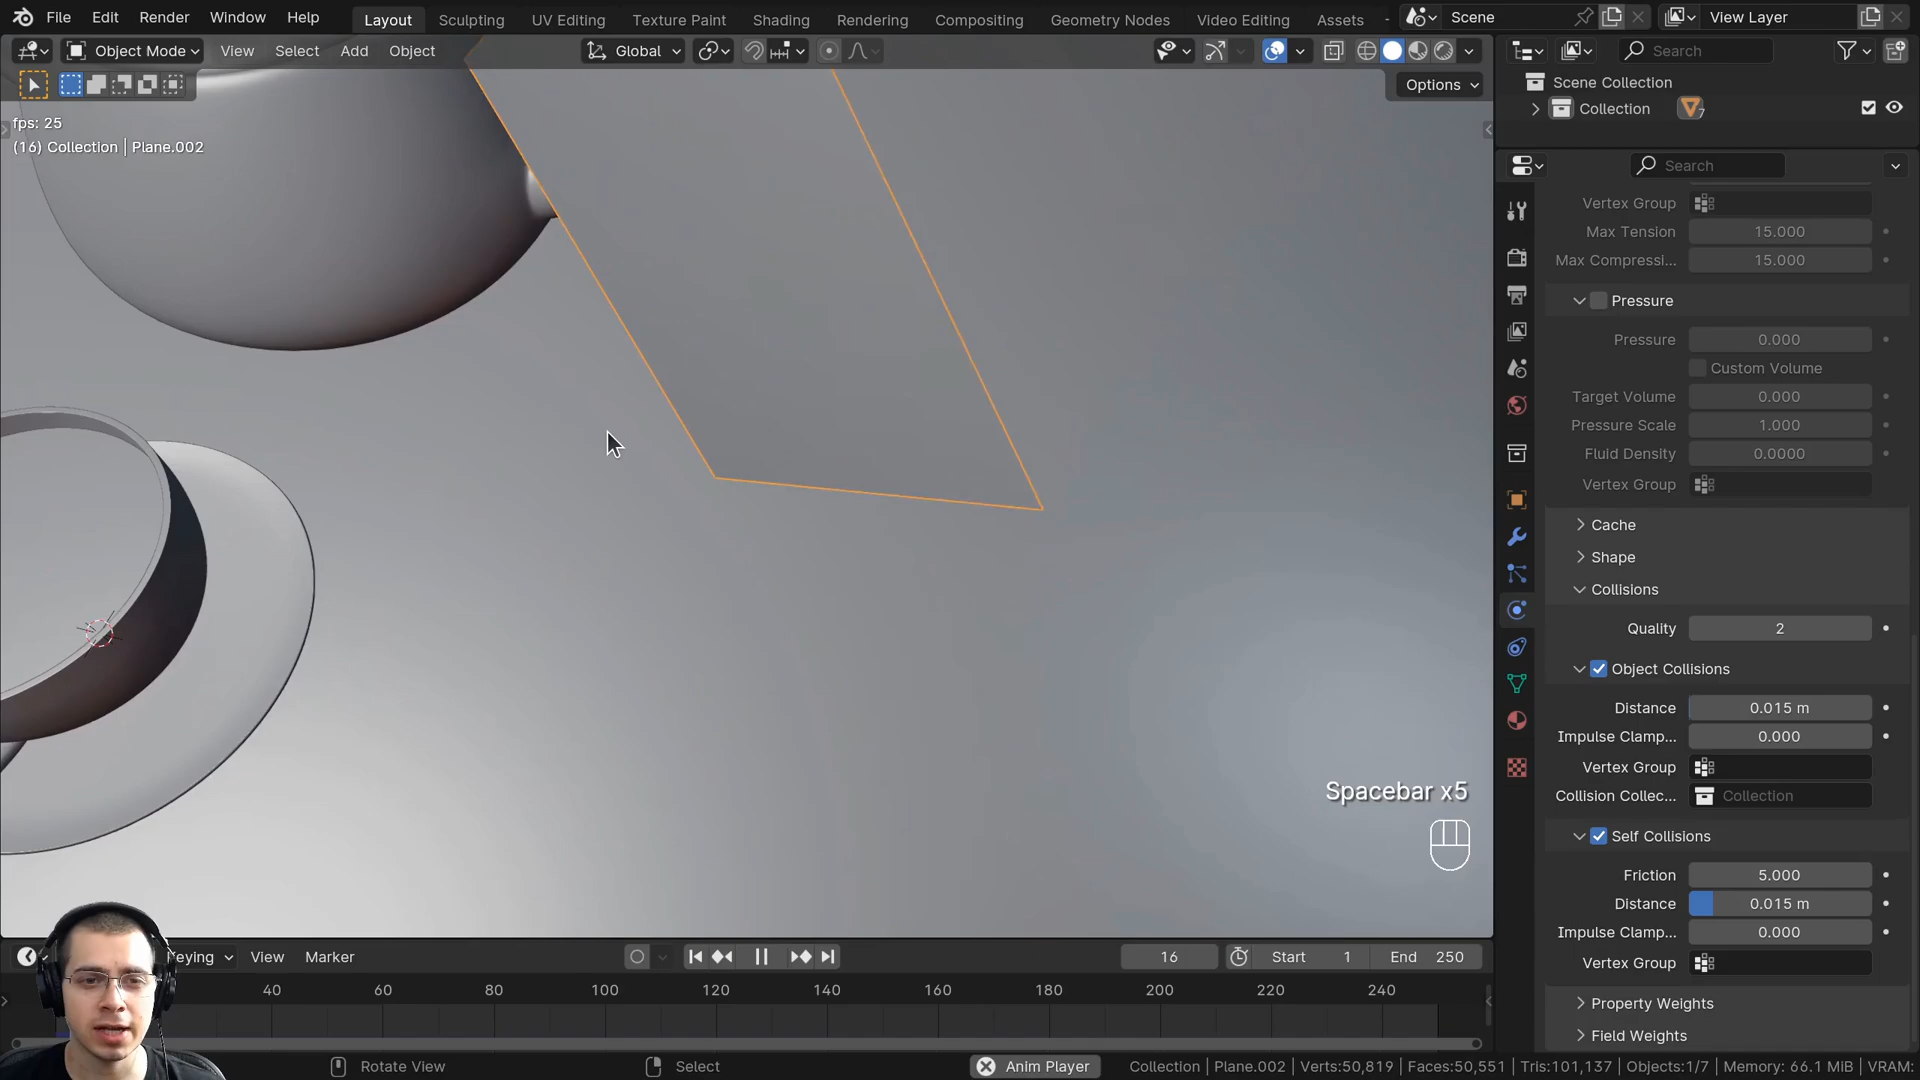 File Edit Render Window Help Layout Sculpting UV Editing Texture Paint Shading Rendering Compositing Geometry Nodes Video Editing Assets Scene View Layer
Object Mode View Select Add Object Global Search
Options
Scene Collection
Collection 7
fps: 25
(16) Collection | Plane.002
Search
Vertex Group
Max Tension 15.000
Max Compressi... 15.000
Pressure
Pressure 0.000
Custom Volume
Target Volume 0.000
Pressure Scale 1.000
Fluid Density 0.0000
Vertex Group
Cache
Shape
Collisions
Quality 2
Object Collisions
Distance 0.015 m
Impulse Clamp... 0.000
Vertex Group
Collision Collec... Collection
Self Collisions
Friction 5.000
Distance 0.015 m
Impulse Clamp... 0.000
Vertex Group
Property Weights
Field Weights
Spacebar x5
eying View Marker 16 Start 1 End 250
40 60 80 100 120 140 160 180 200 220 240
Rotate View Select Anim Player Collection | Plane.002 | Verts:50,819 | Faces:50,551 | Tris:101,137 | Objects:1/7 | Memory: 66.1 MiB | VRAM: